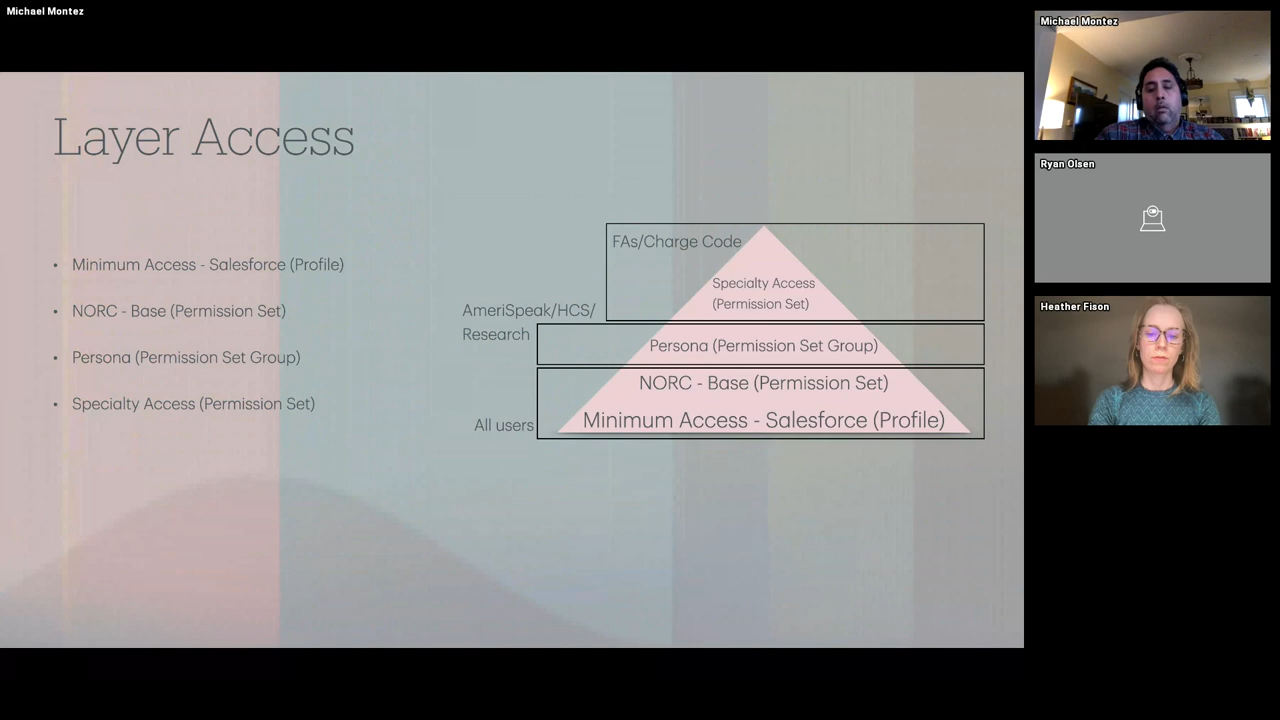 Michael Montez
Layer Access
• Minimum Access - Salesforce (Profile)
• NORC - Base (Permission Set)
• Persona (Permission Set Group)
• Specialty Access (Permission Set)
FAs/Charge Code
Specialty Access
(Permission Set)
AmeriSpeak/HCS/
Research
Persona (Permission Set Group)
NORC - Base (Permission Set)
Minimum Access - Salesforce (Profile)
All users
Michael Montez
Ryan Olsen
Heather Fison